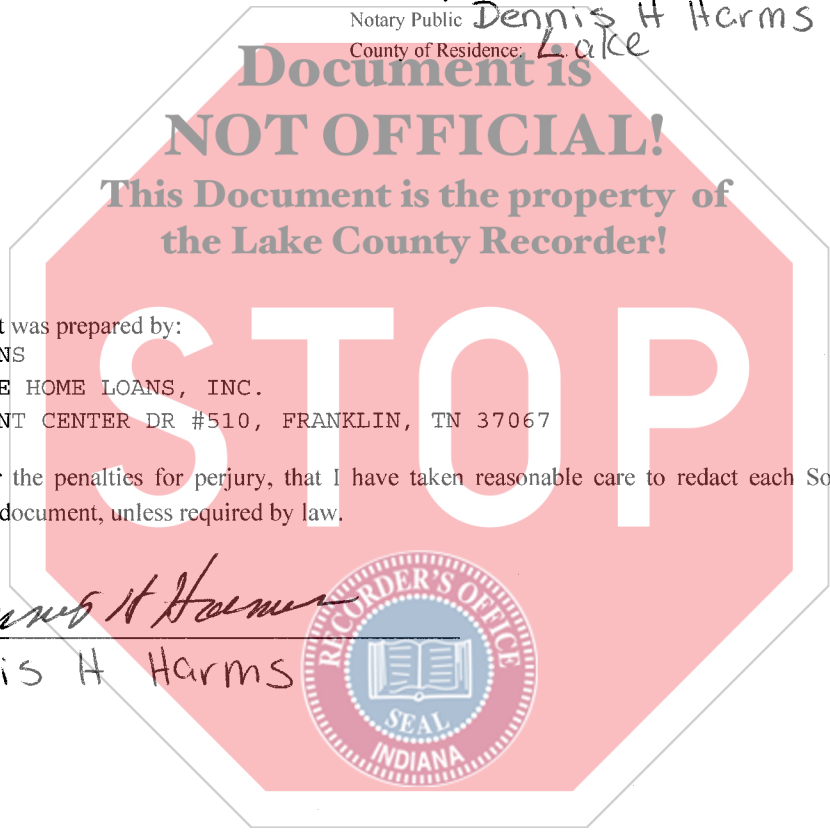 Notary Public Dennis H Harms
County of Residence: Lake
Document is
NOT OFFICIAL!
This Document is the property of
the Lake County Recorder!
STOP
t was prepared by:
NS
E HOME LOANS, INC.
NT CENTER DR #510, FRANKLIN, TN 37067
r the penalties for perjury, that I have taken reasonable care to redact each So
document, unless required by law.
is H Harms
RECORDER'S OFFICE
SEAL
INDIANA